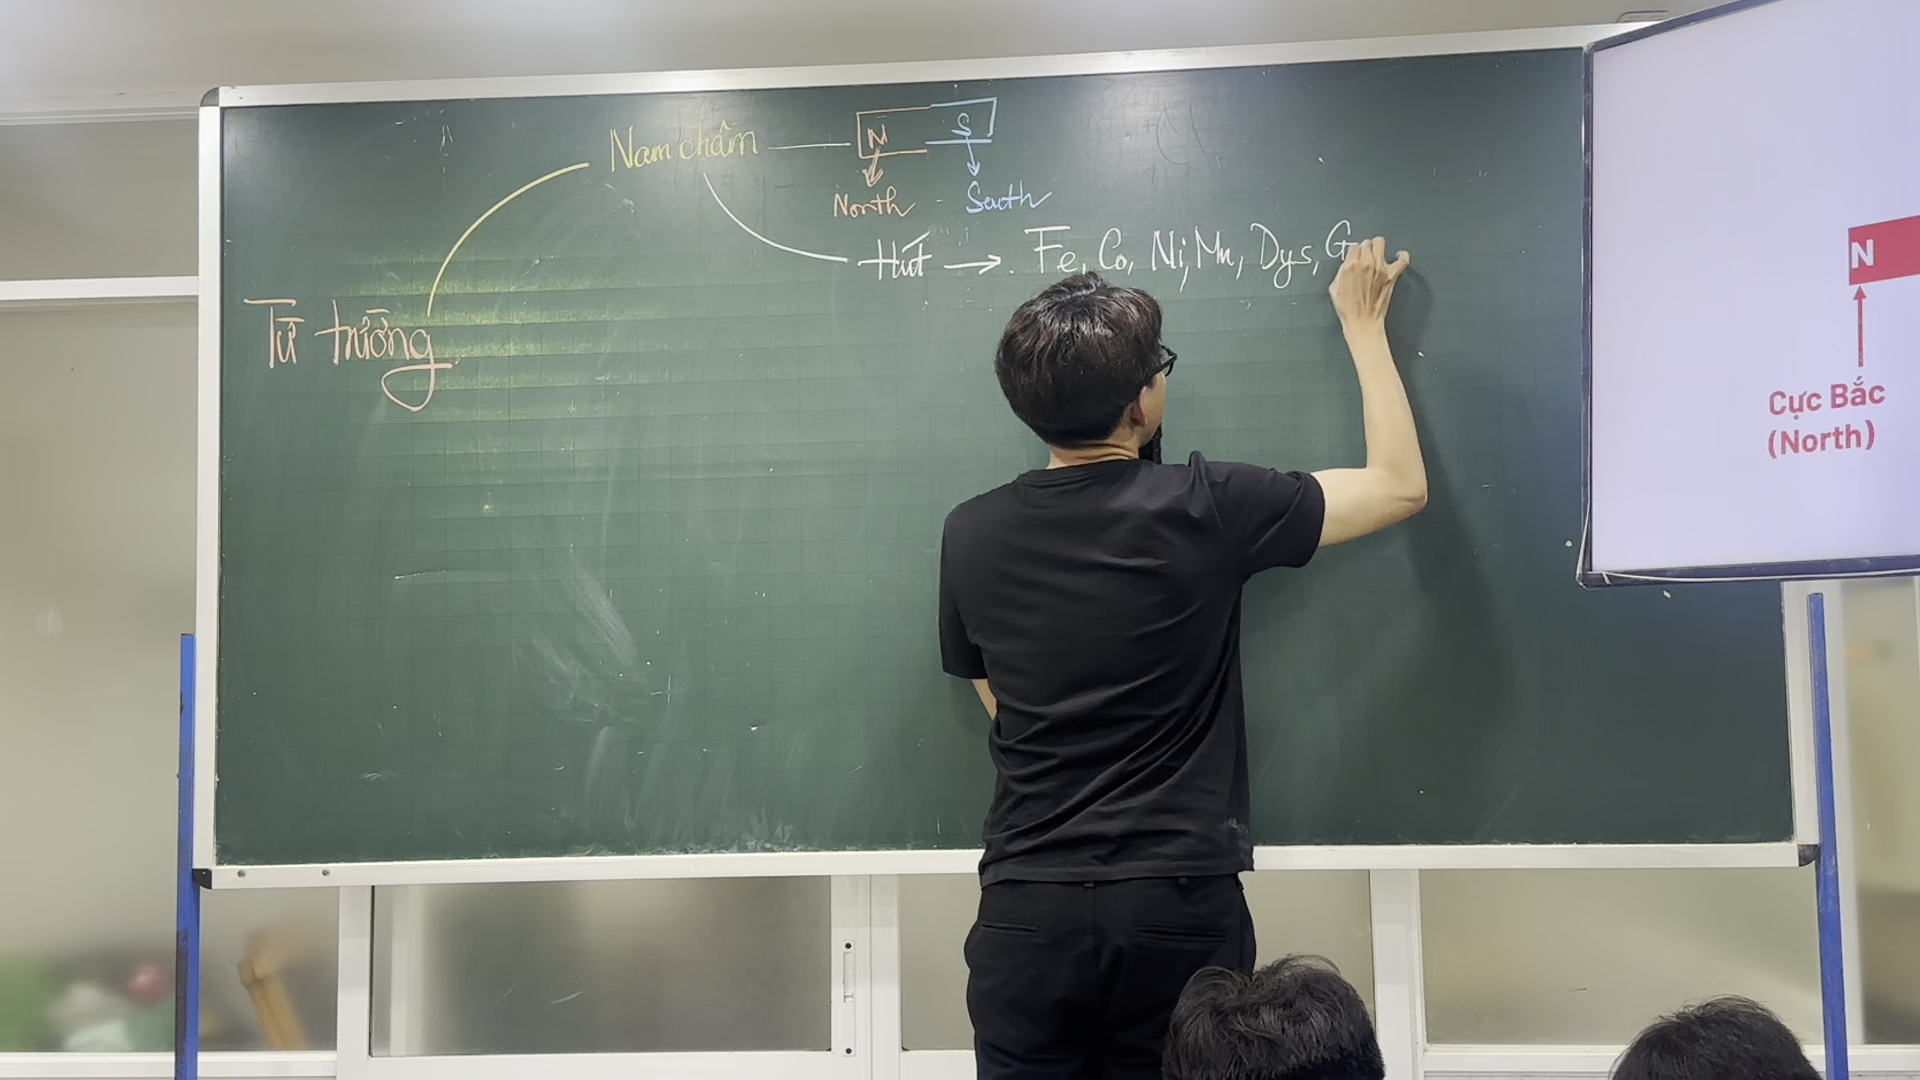 Nam châm
N S
North - South
Hút → Fe, Co, Ni, Mn, Dys, G
Từ trường
N
Cực Bắc
(North)